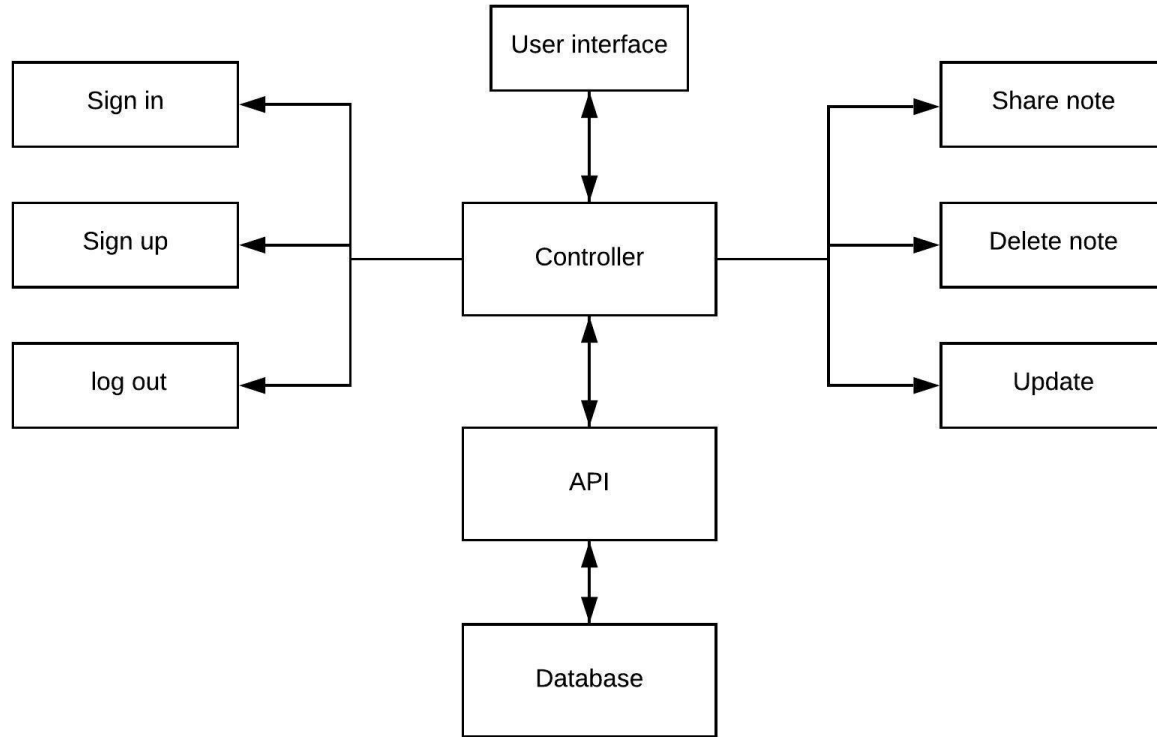 User interface
Sign in
Share note
Sign up
Delete note
Controller
log out
Update
API
Database